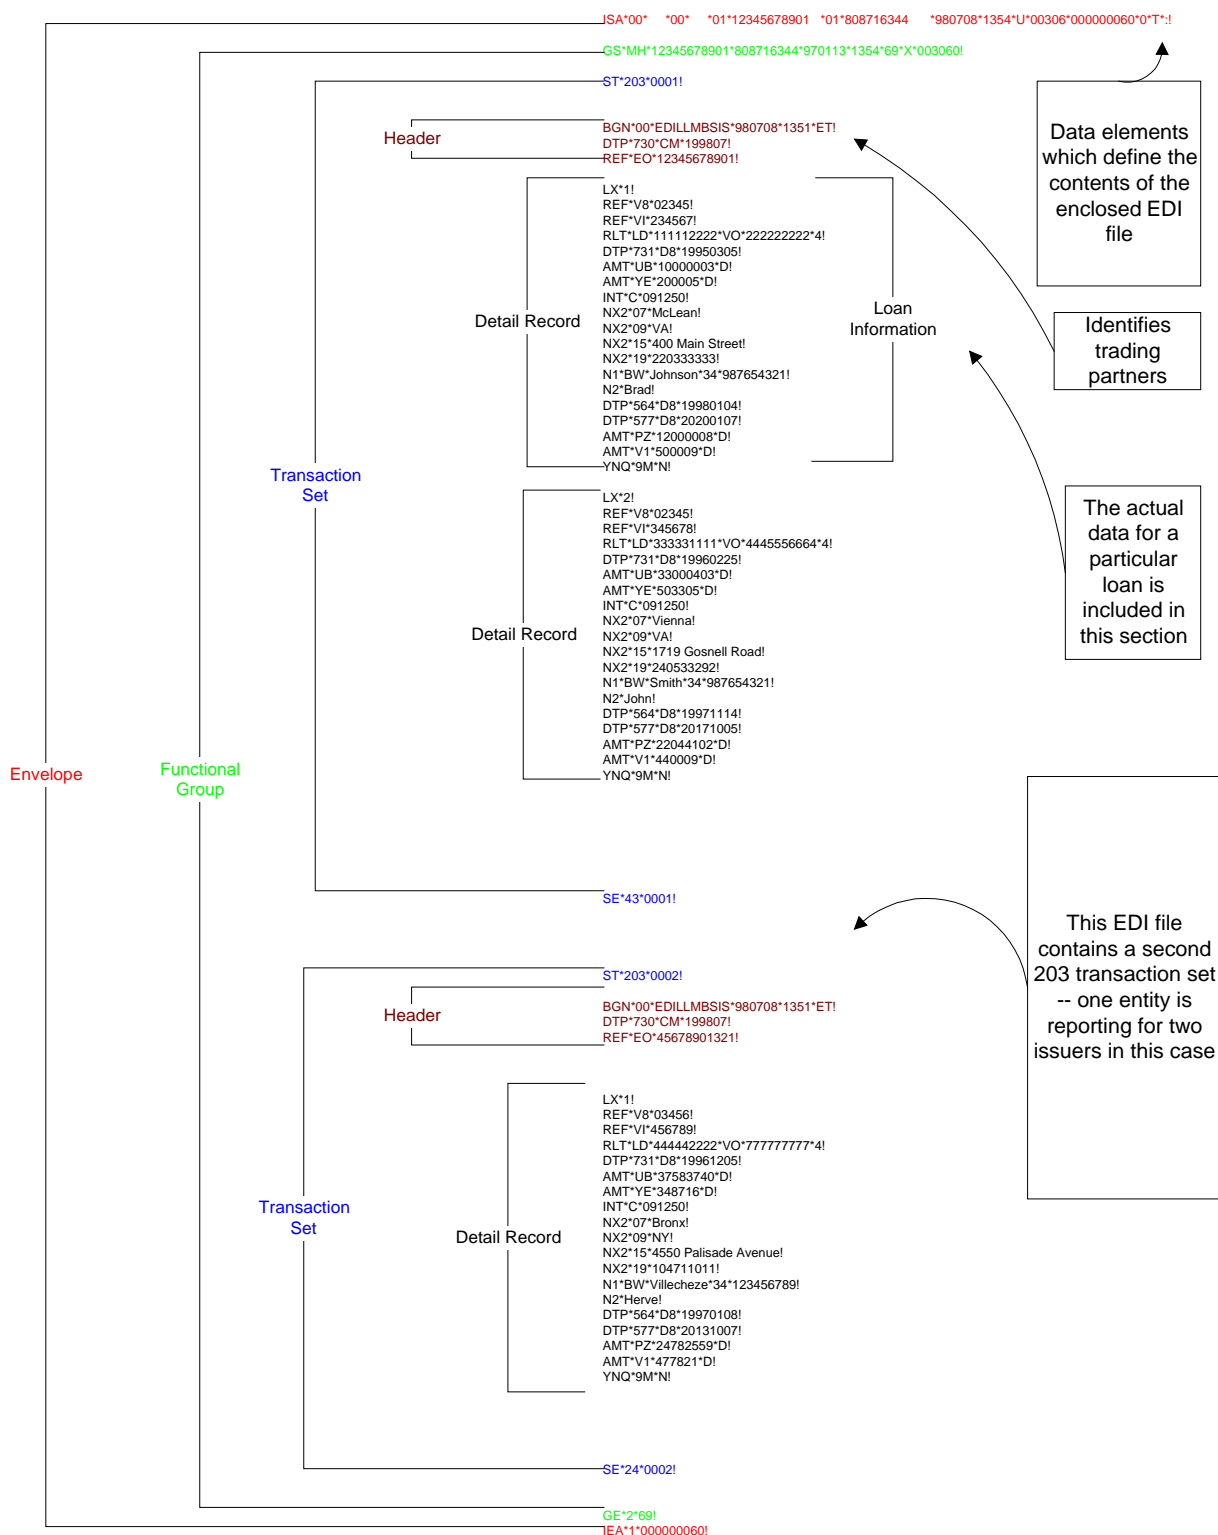 ISA*00* *00* *01*12345678901 *01*808716344 *980708*1354*U*00306*000000060*0*T*:!
GS*MH*12345678901*808716344*970113*1354*69*X*003060!
ST*203*0001!
Header
BGN*00*EDILLMBSIS*980708*1351*ET!
DTP*730*CM*199807!
REF*EO*12345678901!
Data elements
which define the
contents of the
enclosed EDI
file
LX*1!
REF*V8*02345!
REF*VI*234567!
RLT*LD*111112222*VO*222222222*4!
DTP*731*D8*19950305!
AMT*UB*10000003*D!
AMT*YE*200005*D!
INT*C*091250!
NX2*07*McLean!
NX2*09*VA!
NX2*15*400 Main Street!
NX2*19*220333333!
N1*BW*Johnson*34*987654321!
N2*Brad!
DTP*564*D8*19980104!
DTP*577*D8*20200107!
AMT*PZ*12000008*D!
AMT*V1*500009*D!
YNQ*9M*N!
Detail Record
Loan
Information
Identifies
trading
partners
Transaction
Set
LX*2!
REF*V8*02345!
REF*VI*345678!
RLT*LD*333331111*VO*4445556664*4!
DTP*731*D8*19960225!
AMT*UB*33000403*D!
AMT*YE*503305*D!
INT*C*091250!
NX2*07*Vienna!
NX2*09*VA!
NX2*15*1719 Gosnell Road!
NX2*19*240533292!
N1*BW*Smith*34*987654321!
N2*John!
DTP*564*D8*19971114!
DTP*577*D8*20171005!
AMT*PZ*22044102*D!
AMT*V1*440009*D!
YNQ*9M*N!
Detail Record
The actual
data for a
particular
loan is
included in
this section
Envelope
Functional
Group
SE*43*0001!
This EDI file
contains a second
203 transaction set
-- one entity is
reporting for two
issuers in this case
ST*203*0002!
Header
BGN*00*EDILLMBSIS*980708*1351*ET!
DTP*730*CM*199807!
REF*EO*45678901321!
LX*1!
REF*V8*03456!
REF*VI*456789!
RLT*LD*444442222*VO*777777777*4!
DTP*731*D8*19961205!
AMT*UB*37583740*D!
AMT*YE*348716*D!
INT*C*091250!
NX2*07*Bronx!
NX2*09*NY!
NX2*15*4550 Palisade Avenue!
NX2*19*104711011!
N1*BW*Villecheze*34*123456789!
N2*Herve!
DTP*564*D8*19970108!
DTP*577*D8*20131007!
AMT*PZ*24782559*D!
AMT*V1*477821*D!
YNQ*9M*N!
Transaction
Set
Detail Record
SE*24*0002!
GE*2*69!
IEA*1*000000060!